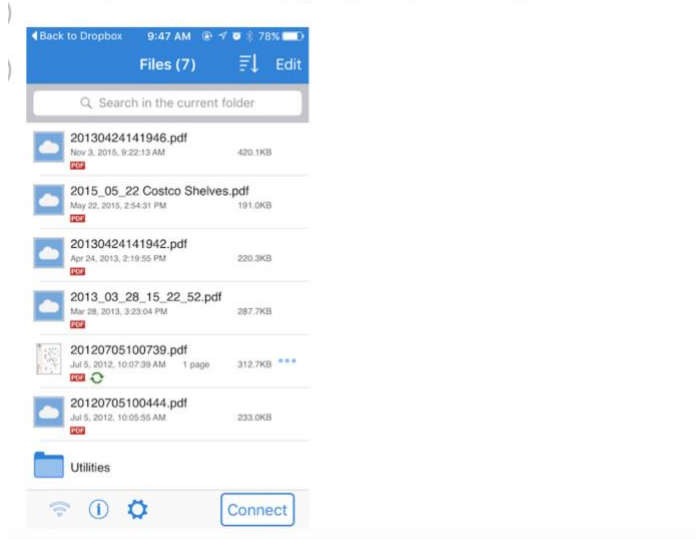 Back to Dropbox 9:47 AM 78%
Files (7) Edit
Search in the current folder
20130424141946.pdf
Nov 3, 2015, 9:22:13 AM 420.1KB
PDF
2015_05_22 Costco Shelves.pdf
May 22, 2015, 2:54:31 PM 191.0KB
PDF
20130424141942.pdf
Apr 24, 2013, 2:19:55 PM 220.3KB
PDF
2013_03_28_15_22_52.pdf
Mar 28, 2013, 3:23:04 PM 287.7KB
PDF
20120705100739.pdf
Jul 5, 2012, 10:07:39 AM 1 page 312.7KB
PDF
20120705100444.pdf
Jul 5, 2012, 10:05:55 AM 233.0KB
PDF
Utilities
Connect